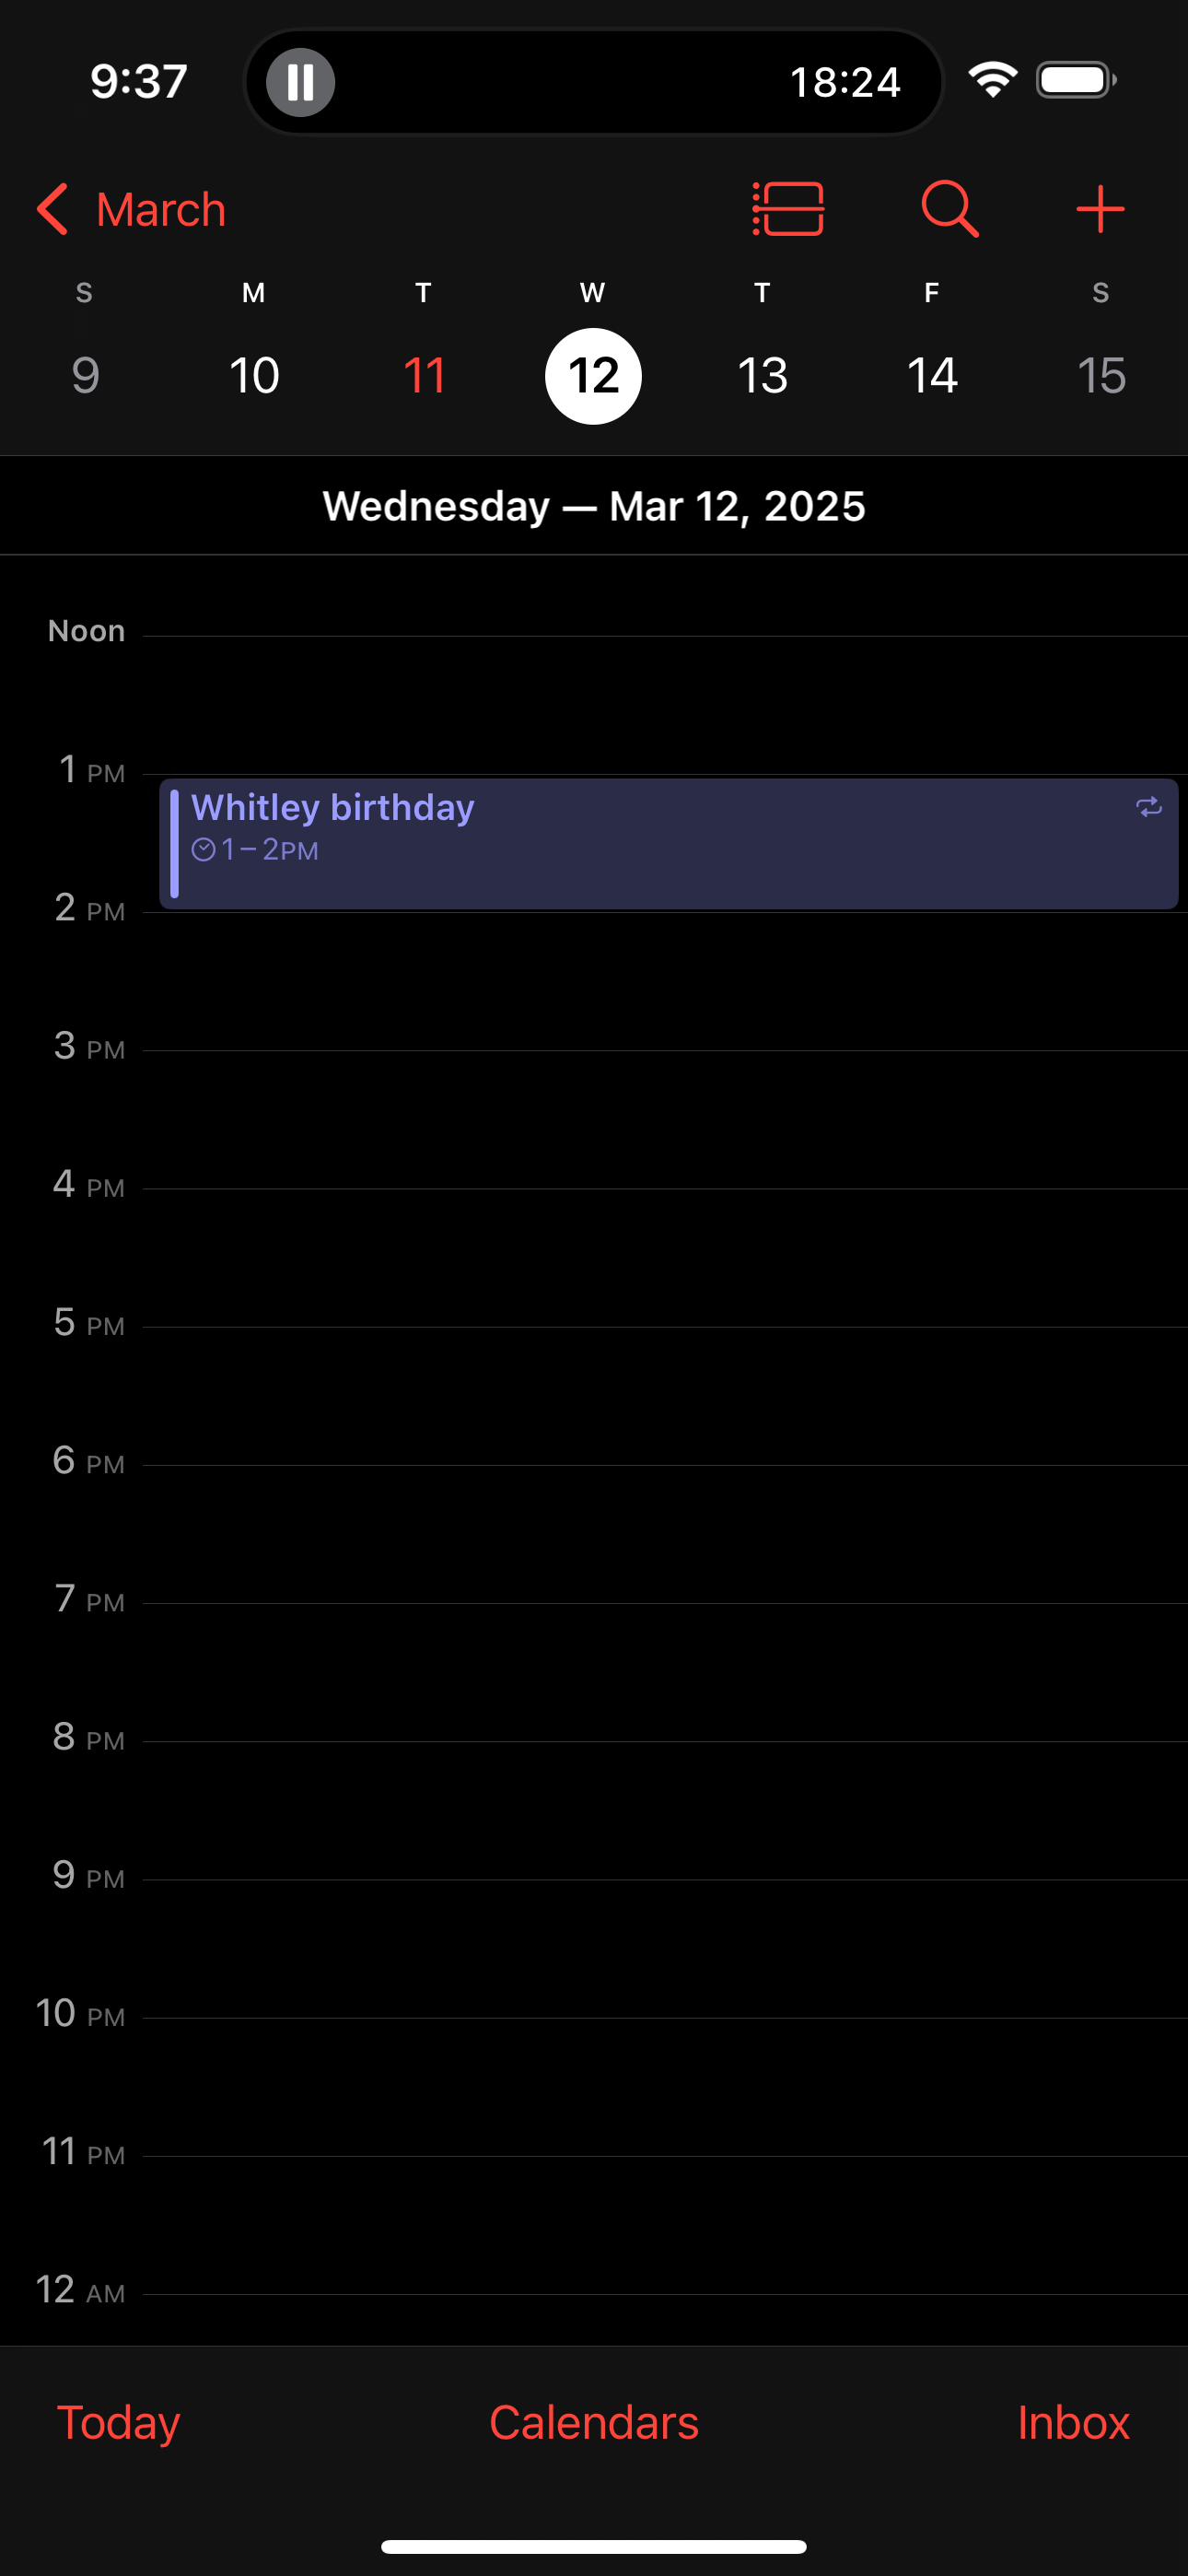 9:37 18:24
March
S M T W T F S
9 10 11 12 13 14 15
Wednesday — Mar 12, 2025
Noon
1 PM
Whitley birthday
1 – 2PM
2 PM
3 PM
4 PM
5 PM
6 PM
7 PM
8 PM
9 PM
10 PM
11 PM
12 AM
Today Calendars Inbox